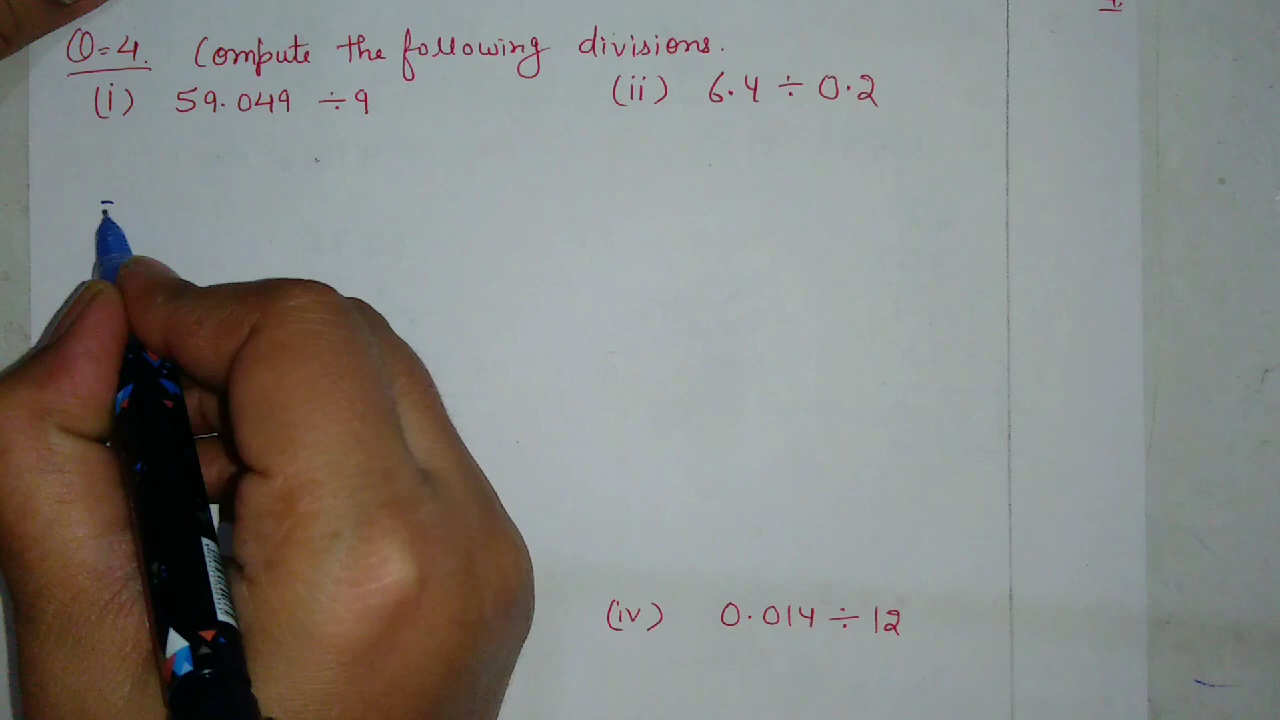 Q=4. Compute the following divisions.
(i) 59.049 ÷ 9 (ii) 6.4 ÷ 0.2
(iv) 0.014 ÷ 12